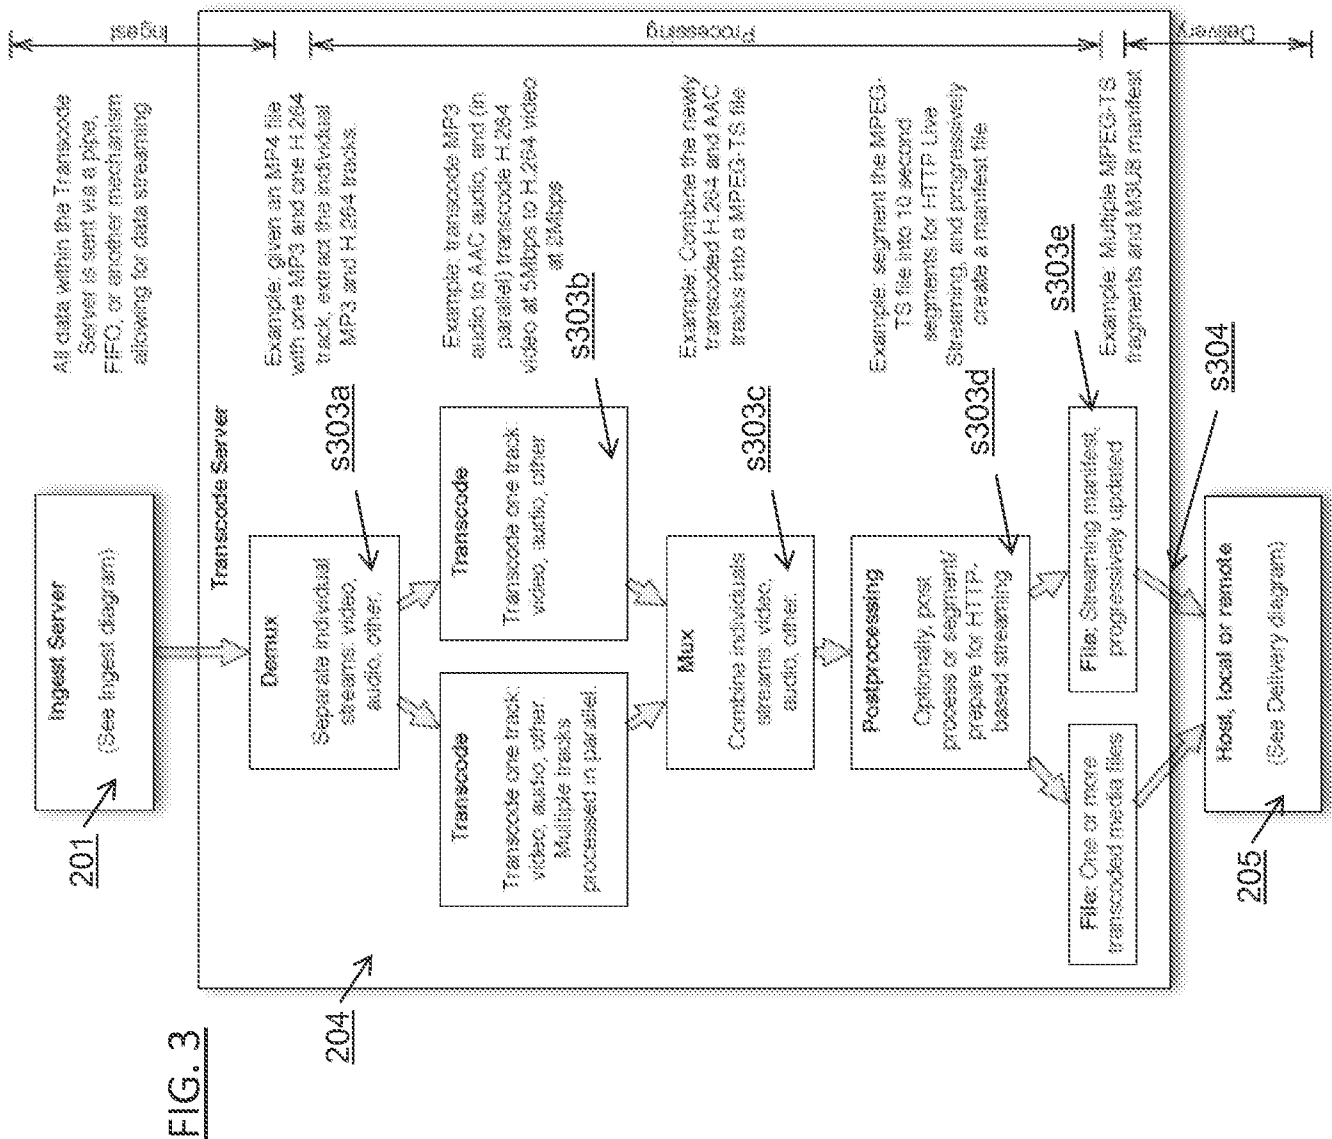 FIG. 3
Ingest
Processing
Delivery
201
Ingest Server
(See Ingest diagram)
All data within the Transcode
Server is sent via a pipe,
FIFO, or another mechanism
allowing for data streaming
204
Transcode Server
Demux
Separate individual
streams: video,
audio, other.
s303a
Example, given an MP4 file
with one MP3 and one H.264
track, extract the individual
MP3 and H.264 tracks.
Transcode
Transcode one track:
video, audio, other.
Multiple tracks
processed in parallel.
Transcode
Transcode one track:
video, audio, other
s303b
Example: transcode MP3
audio to AAC audio, and (in
parallel) transcode H.264
video at 5Mbps to H.264 video
at 2Mbps
Mux
Combine individuals
streams: video,
audio, other.
s303c
Example: Combine the newly
transcoded H.264 and AAC
tracks into a MPEG-TS file
Postprocessing
Optionally, post
process or segment/
prepare for HTTP-
based streaming
s303d
Example: segment the MPEG-
TS file into 10 second
segments for HTTP Live
Streaming, and progressively
create a manifest file
File: One or more
transcoded media files
File: Streaming manifest,
progressively updated
s303e
Example: Multiple MPEG-TS
fragments and M3U8 manifest
s304
205
Host, local or remote
(See Delivery diagram)